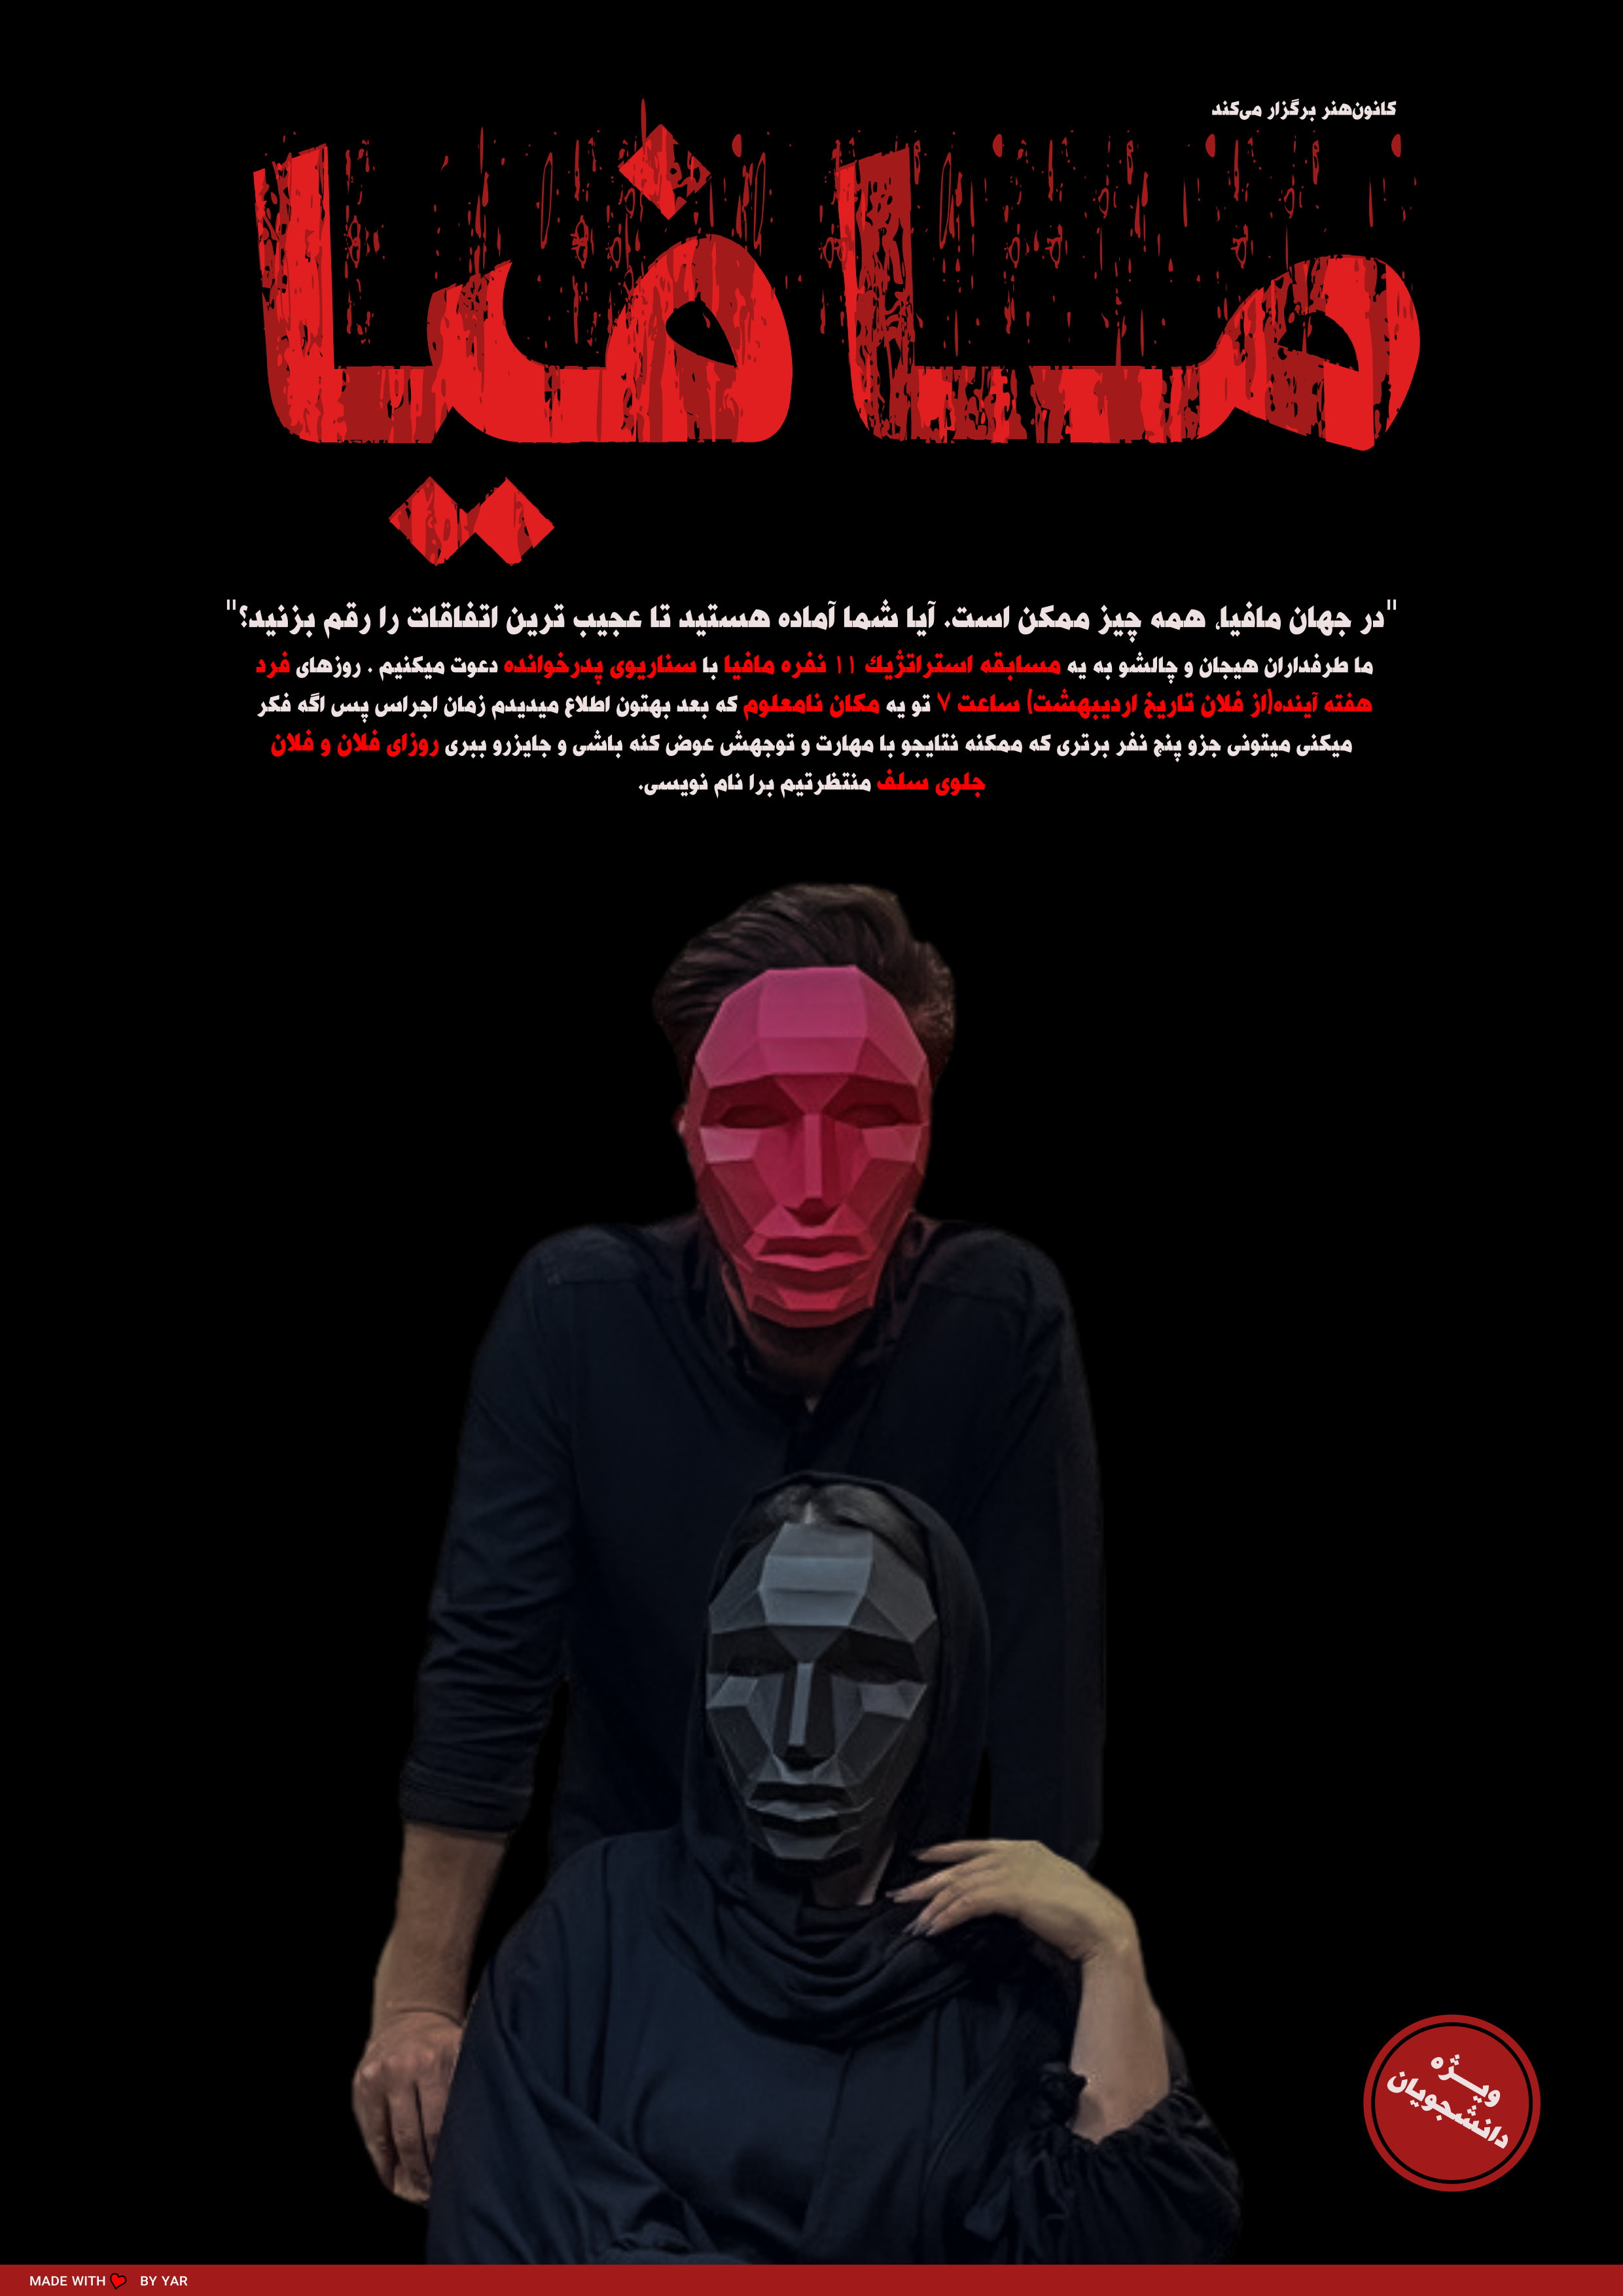 کانون‌هنر برگزار می‌کند
مافیا
"در جهان مافیا، همه چیز ممکن است. آیا شما آماده هستید تا عجیب ترین اتفاقات را رقم بزنید؟"
ما طرفداران هیجان و چالشو به یه مسابقه استراتژیک ۱۱ نفره مافیا با سناریوی پدرخوانده دعوت میکنیم . روزهای فرد
هفته آینده(از فلان تاریخ اردیبهشت) ساعت ۷ تو یه مکان نامعلوم که بعد بهتون اطلاع میدیدم زمان اجراس پس اگه فکر
میکنی میتونی جزو پنج نفر برتری که ممکنه نتایجو با مهارت و توجهش عوض کنه باشی و جایزرو ببری روزای فلان و فلان
جلوی سلف منتظرتیم برا نام نویسی.
ویژه
دانشجویان
MADE WITH BY YAR